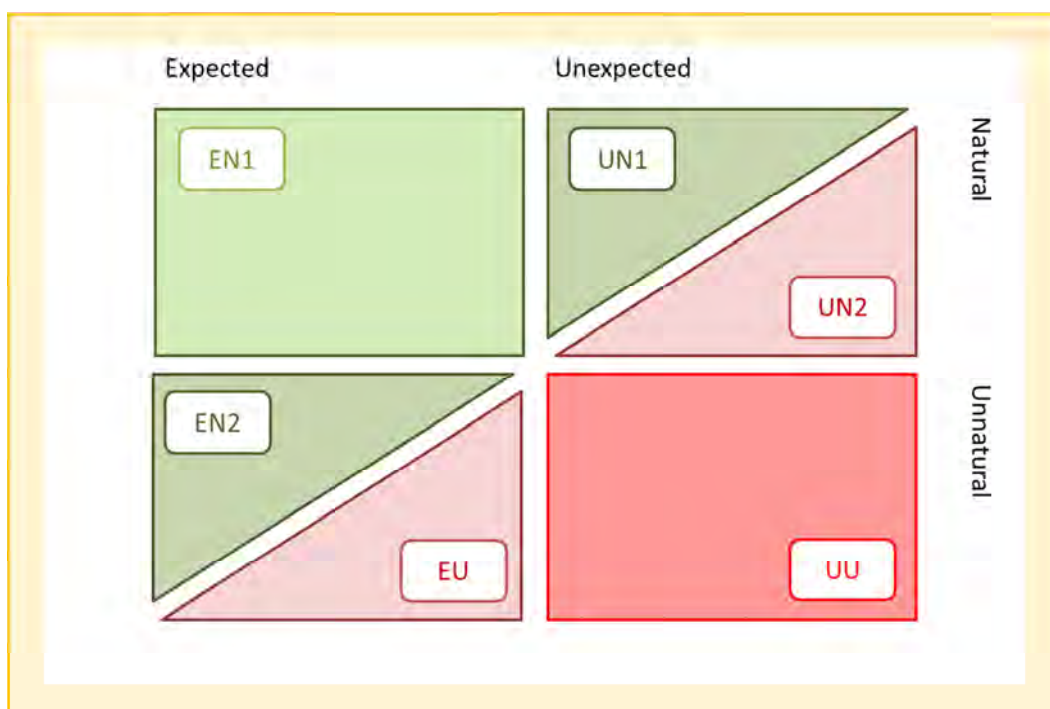 Expected
Unexpected
EN1
UN1
Natural
UN2
EN2
Unnatural
EU
UU